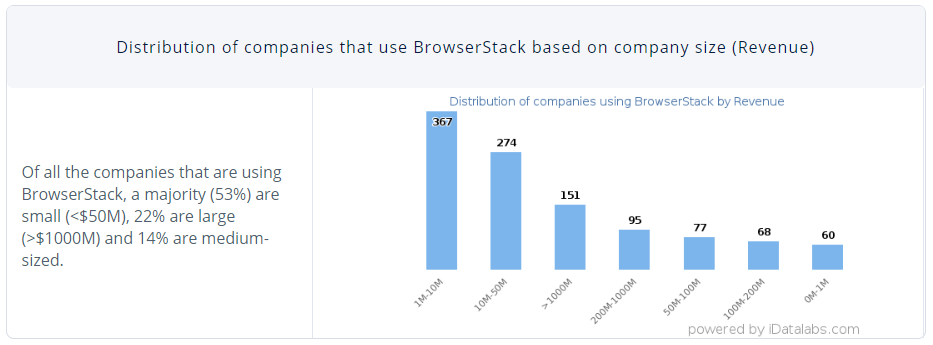 Distribution of companies that use BrowserStack based on company size (Revenue)
Of all the companies that are using
BrowserStack, a majority (53%) are
small (<$50M), 22% are large
(>$1000M) and 14% are medium-
sized.
Distribution of companies using BrowserStack by Revenue
367
274
151
95
77
68
60
1M-10M
10M-50M
>1000M
200M-1000M
50M-100M
100M-200M
0M-1M
powered by iDatalabs.com